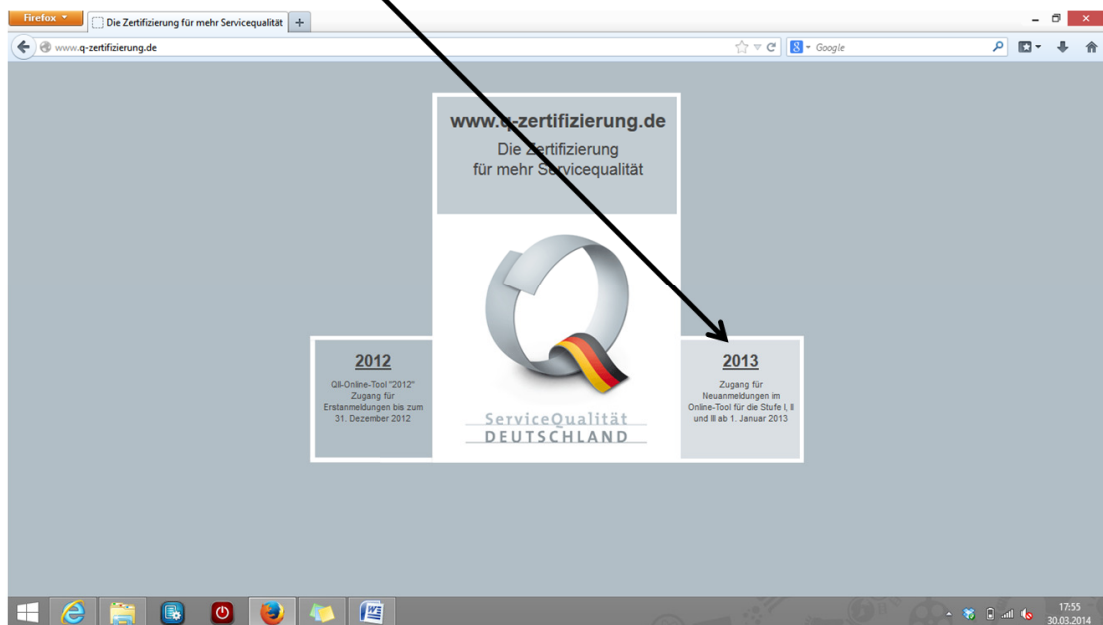 Firefox
Die Zertifizierung für mehr Servicequalität
www.q-zertifizierung.de
Google
www.q-zertifizierung.de
Die Zertifizierung
für mehr Servicequalität
2012
QII-Online-Tool "2012"
Zugang für
Erstanmeldungen bis zum
31. Dezember 2012
ServiceQualität
DEUTSCHLAND
2013
Zugang für
Neuanmeldungen im
Online-Tool für die Stufe I, II
und III ab 1. Januar 2013
17:55
30.03.2014